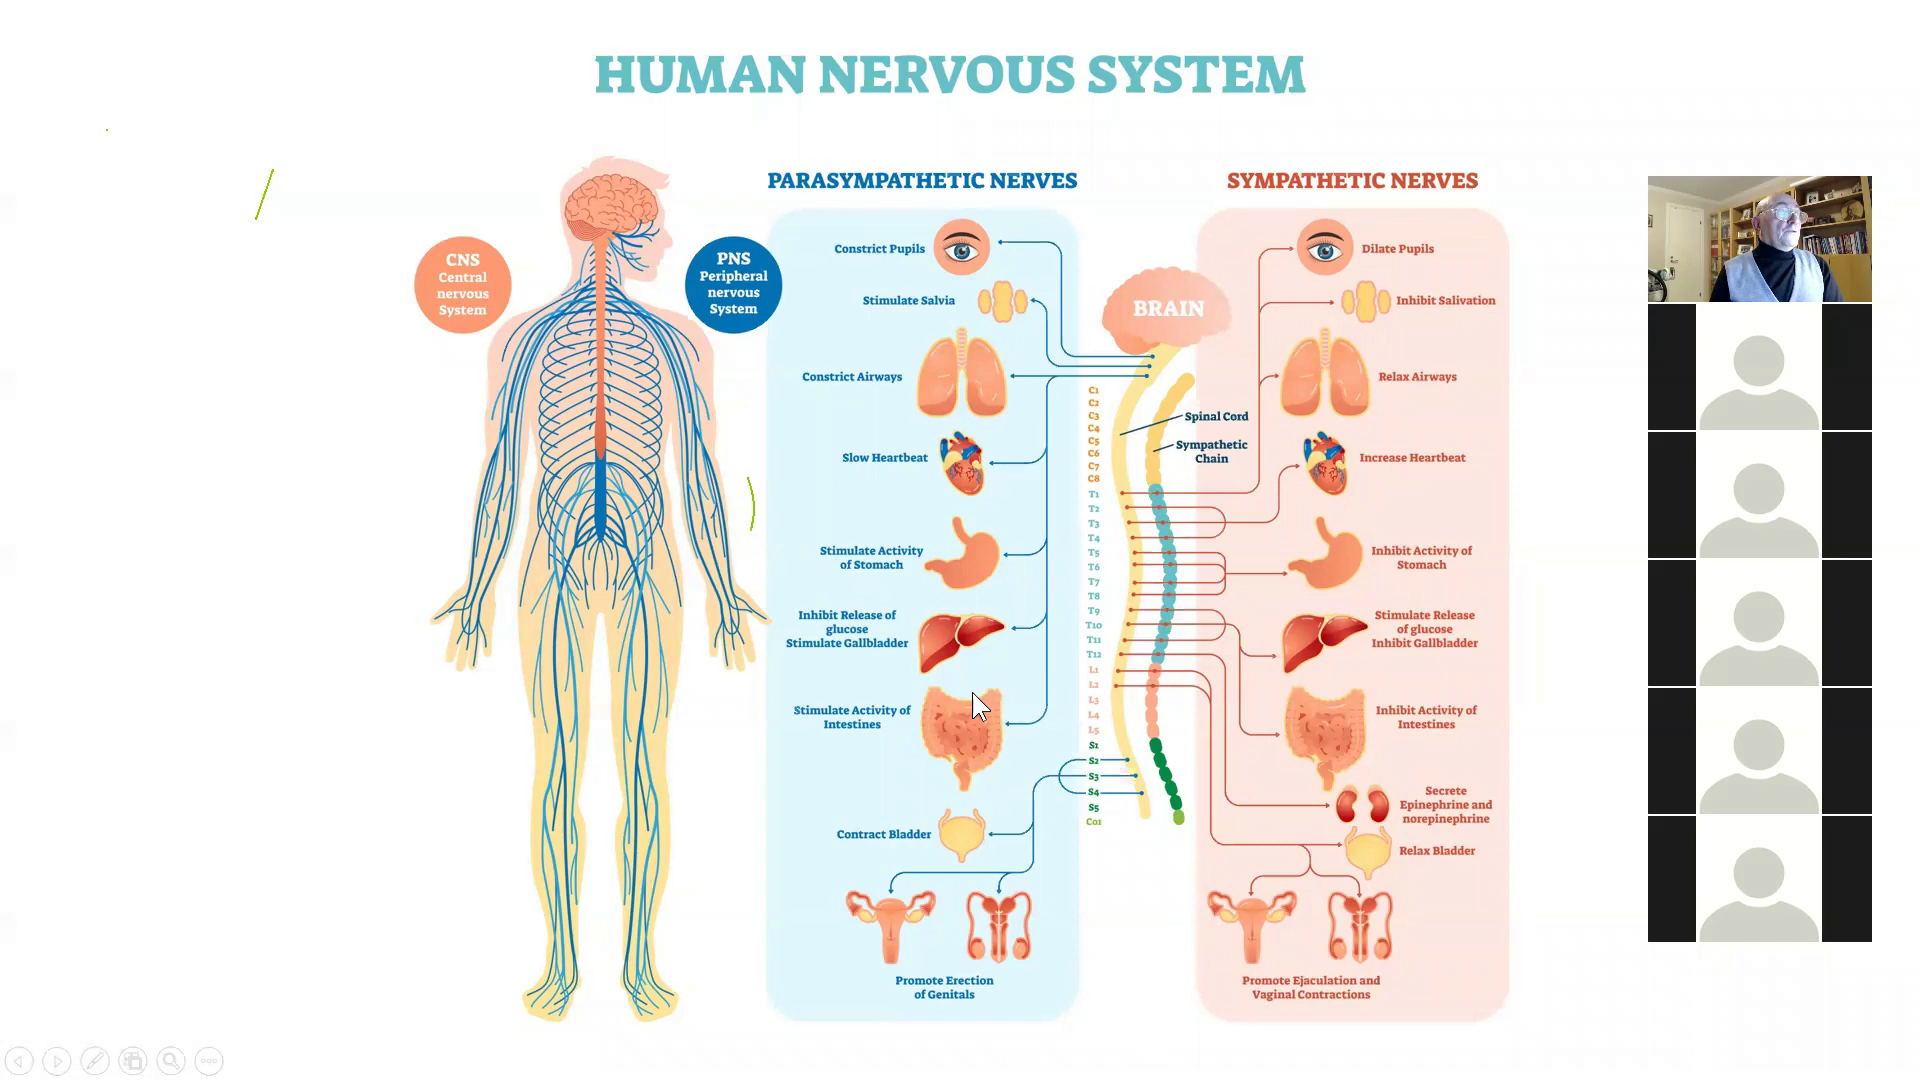 HUMAN NERVOUS SYSTEM
CNS
Central
nervous
System
PNS
Peripheral
nervous
System
PARASYMPATHETIC NERVES
Constrict Pupils
Stimulate Salvia
Constrict Airways
Slow Heartbeat
Stimulate Activity
of Stomach
Inhibit Release of
glucose
Stimulate Gallbladder
Stimulate Activity of
Intestines
Contract Bladder
Promote Erection
of Genitals
BRAIN
Spinal Cord
Sympathetic
Chain
C1
C2
C3
C4
C5
C6
C7
C8
T1
T2
T3
T4
T5
T6
T7
T8
T9
T10
T11
T12
L1
L2
L3
L4
L5
S1
S2
S3
S4
S5
Co1
SYMPATHETIC NERVES
Dilate Pupils
Inhibit Salivation
Relax Airways
Increase Heartbeat
Inhibit Activity of
Stomach
Stimulate Release
of glucose
Inhibit Gallbladder
Inhibit Activity of
Intestines
Secrete
Epinephrine and
norepinephrine
Relax Bladder
Promote Ejaculation and
Vaginal Contractions